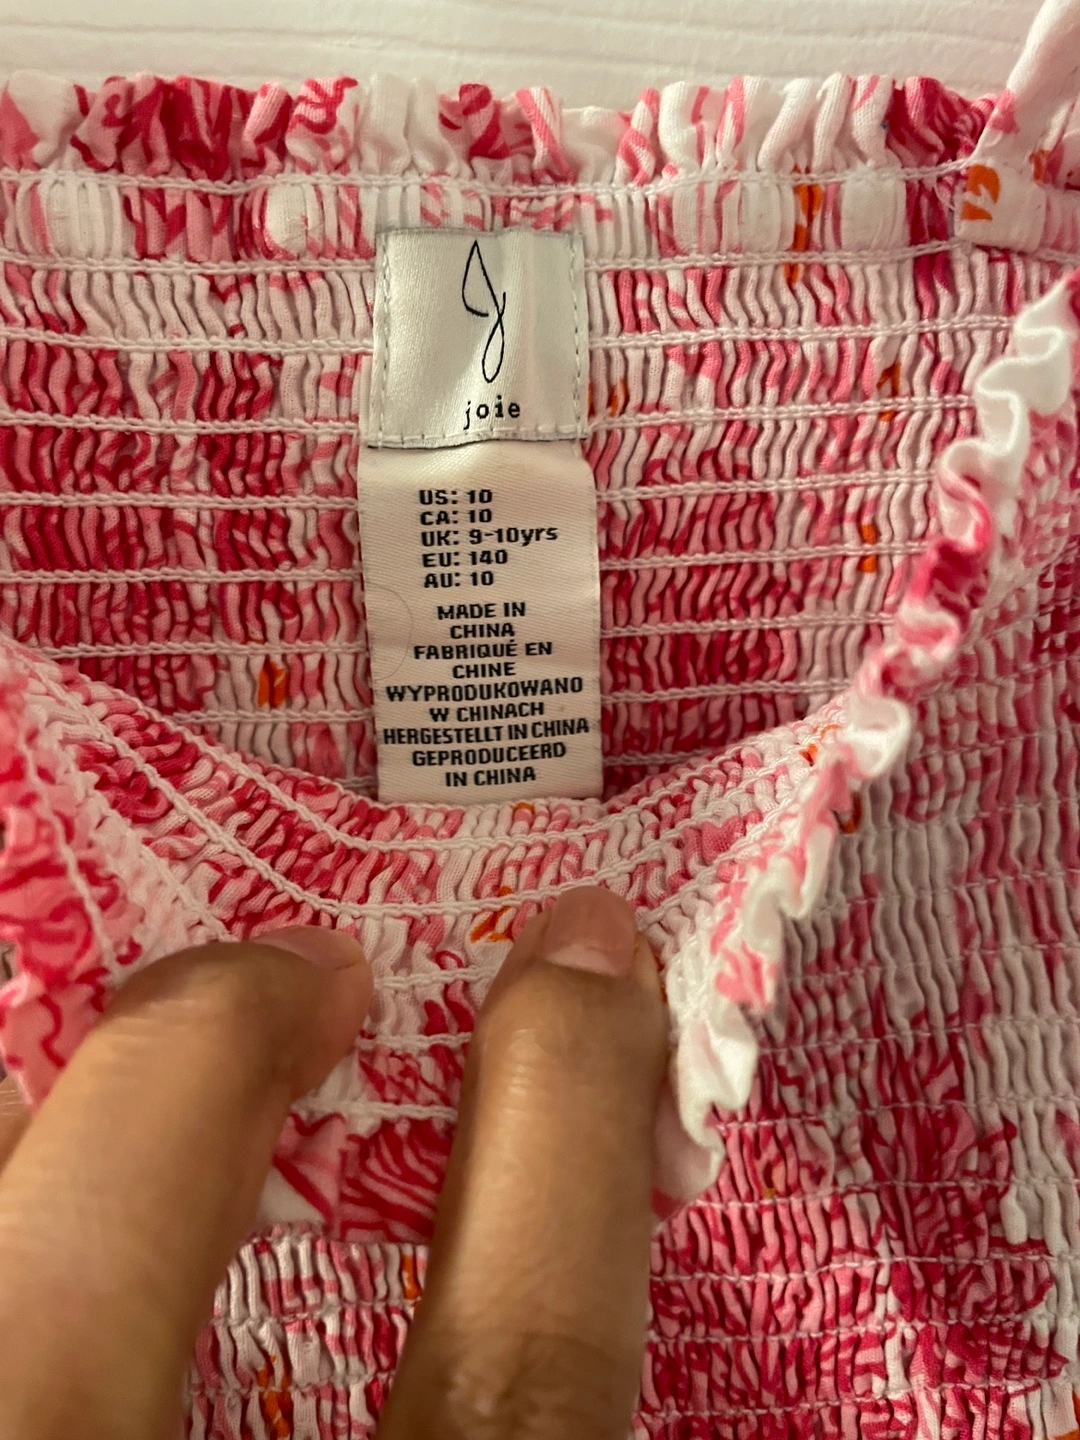 joie
US: 10
CA: 10
UK: 9-10yrs
EU: 140
AU: 10
MADE IN
CHINA
FABRIQUÉ EN
CHINE
WYPRODUKOWANO
W CHINACH
HERGESTELLT IN CHINA
GEPRODUCEERD
IN CHINA